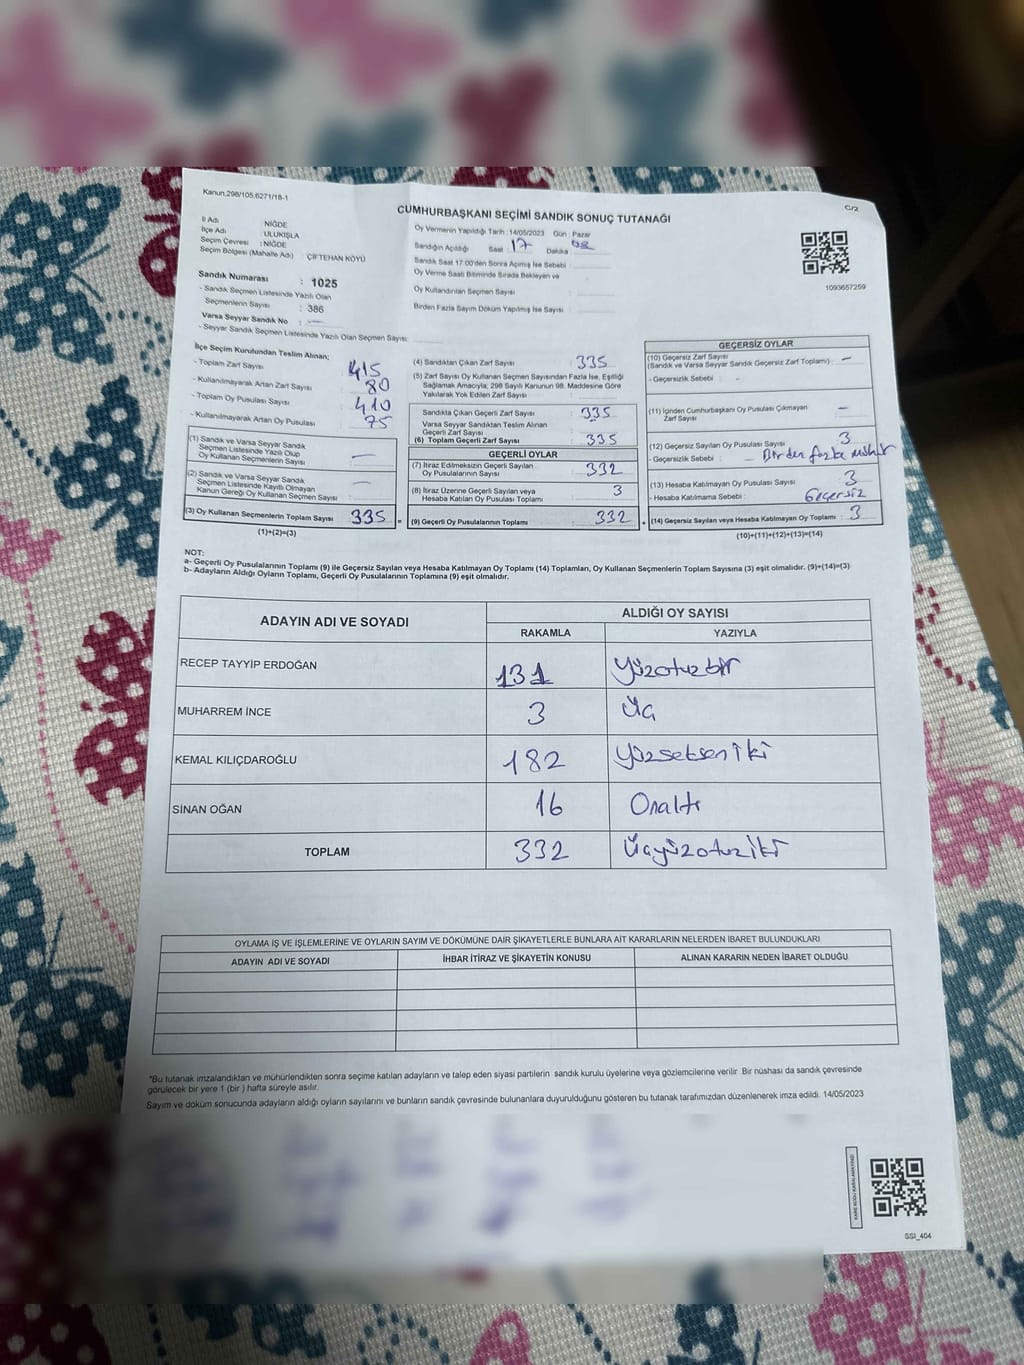 Kanun:298/105,6271/18-1
C/2
CUMHURBAŞKANI SEÇİMİ SANDIK SONUÇ TUTANAĞI
İl Adı : NİĞDE
İlçe Adı : ULUKIŞLA
Seçim Çevresi : NİĞDE
Seçim Bölgesi (Mahalle Adı) : ÇİFTEHAN KÖYÜ
Oy Vermenin Yapıldığı Tarih : 14/05/2023 Gün : Pazar
Sandığın Açıldığı Saat : 17 Dakika : 02
Sandık Saat 17:00'den Sonra Açılmış İse Sebebi :
Oy Verme Saati Bitiminde Sırada Bekleyen ve
Oy Kullandırılan Seçmen Sayısı :
Birden Fazla Sayım Döküm Yapılmış İse Sayısı :
1093657259
Sandık Numarası : 1025
- Sandık Seçmen Listesinde Yazılı Olan
Seçmenlerin Sayısı : 386
Varsa Seyyar Sandık No : —
- Seyyar Sandık Seçmen Listesinde Yazılı Olan Seçmen Sayısı:
İlçe Seçim Kurulundan Teslim Alınan;
- Toplam Zarf Sayısı : 415
- Kullanılmayarak Artan Zarf Sayısı : 80
- Toplam Oy Pusulası Sayısı : 410
- Kullanılmayarak Artan Oy Pusulası : 75
(1) Sandık ve Varsa Seyyar Sandık
Seçmen Listesinde Yazılı Olup
Oy Kullanan Seçmenlerin Sayısı : —
(2) Sandık ve Varsa Seyyar Sandık
Seçmen Listesinde Kayıtlı Olmayan
Kanun Gereği Oy Kullanan Seçmen Sayısı : —
(3) Oy Kullanan Seçmenlerin Toplam Sayısı 335 =
(1)+(2)=(3)
(4) Sandıktan Çıkan Zarf Sayısı : 335
(5) Zarf Sayısı Oy Kullanan Seçmen Sayısından Fazla İse, Eşitliği
Sağlamak Amacıyla; 298 Sayılı Kanunun 98. Maddesine Göre
Yakılarak Yok Edilen Zarf Sayısı :
Sandıkta Çıkan Geçerli Zarf Sayısı : 335
Varsa Seyyar Sandıktan Teslim Alınan
Geçerli Zarf Sayısı :
(6) Toplam Geçerli Zarf Sayısı : 335
GEÇERLİ OYLAR
(7) İtiraz Edilmeksizin Geçerli Sayılan
Oy Pusulalarının Sayısı : 332
(8) İtiraz Üzerine Geçerli Sayılan veya
Hesaba Katılan Oy Pusulası Toplamı : 3
(9) Geçerli Oy Pusulalarının Toplamı : 332 +
GEÇERSİZ OYLAR
(10) Geçersiz Zarf Sayısı
(Sandık ve Varsa Seyyar Sandık Geçersiz Zarf Toplamı) : —
- Geçersizlik Sebebi : -
(11) İçinden Cumhurbaşkanı Oy Pusulası Çıkmayan
Zarf Sayısı : —
(12) Geçersiz Sayılan Oy Pusulası Sayısı : 3
- Geçersizlik Sebebi : Birden fazla mühür
(13) Hesaba Katılmayan Oy Pusulası Sayısı : 3
- Hesaba Katılmama Sebebi : Geçersiz
(14) Geçersiz Sayılan veya Hesaba Katılmayan Oy Toplamı : 3
(10)+(11)+(12)+(13)=(14)
NOT:
a- Geçerli Oy Pusulalarının Toplamı (9) ile Geçersiz Sayılan veya Hesaba Katılmayan Oy Toplamı (14) Toplamları, Oy Kullanan Seçmenlerin Toplam Sayısına (3) eşit olmalıdır. (9)+(14)=(3)
b- Adayların Aldığı Oyların Toplamı, Geçerli Oy Pusulalarının Toplamına (9) eşit olmalıdır.
ADAYIN ADI VE SOYADI ALDIĞI OY SAYISI
RAKAMLA YAZIYLA
RECEP TAYYİP ERDOĞAN 131 Yüzotuzbir
MUHARREM İNCE 3 Üç
KEMAL KILIÇDAROĞLU 182 Yüzsekseniki
SİNAN OĞAN 16 Onaltı
TOPLAM 332 Üçyüzotuziki
OYLAMA İŞ VE İŞLEMLERİNE VE OYLARIN SAYIM VE DÖKÜMÜNE DAİR ŞİKAYETLERLE BUNLARA AİT KARARLARIN NELERDEN İBARET BULUNDUKLARI
ADAYIN ADI VE SOYADI İHBAR İTİRAZ VE ŞİKAYETİN KONUSU ALINAN KARARIN NEDEN İBARET OLDUĞU
*Bu tutanak imzalandıktan ve mühürlendikten sonra seçime katılan adayların ve talep eden siyasi partilerin sandık kurulu üyelerine veya gözlemcilerine verilir. Bir nüshası da sandık çevresinde
görülecek bir yere 1 (bir ) hafta süreyle asılır.
Sayım ve döküm sonucunda adayların aldığı oyların sayılarını ve bunların sandık çevresinde bulunanlara duyurulduğunu gösteren bu tutanak tarafımızdan düzenlenerek imza edildi. 14/05/2023
SSI_404